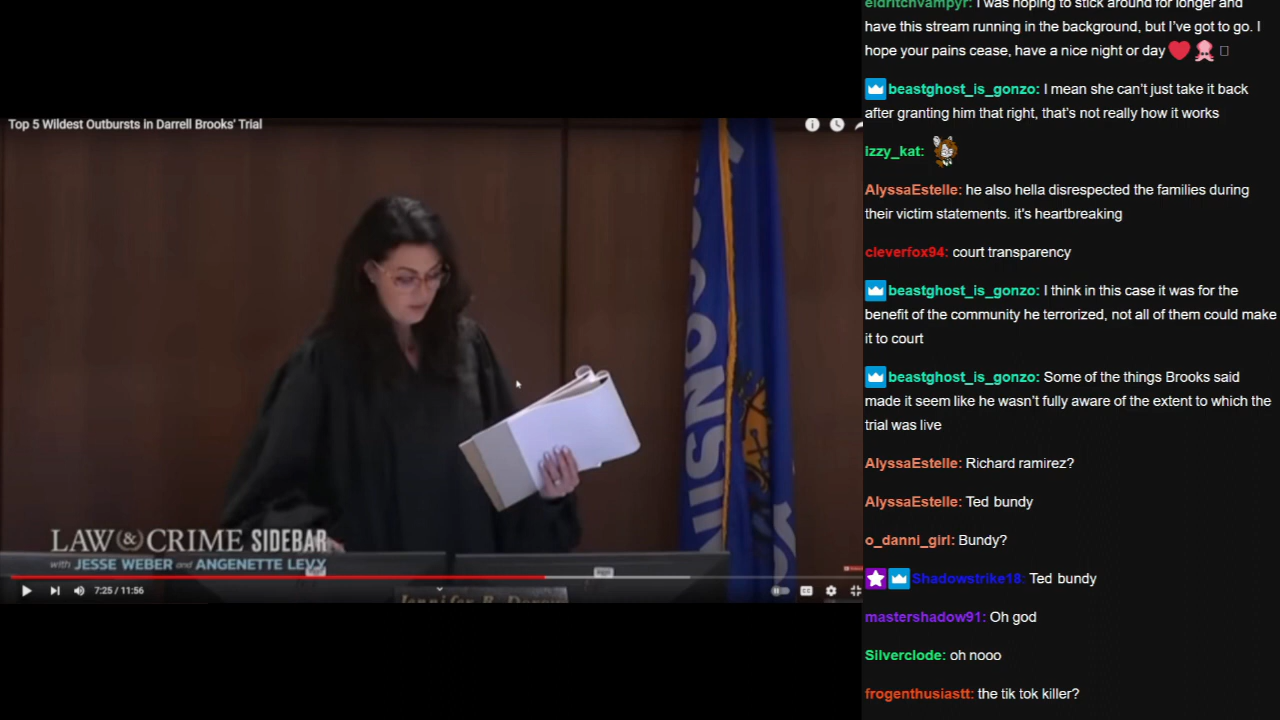 Top 5 Wildest Outbursts in Darrell Brooks' Trial
LAW & CRIME SIDEBAR
with JESSE WEBER and ANGENETTE LEVY
7:25 / 11:56
CC
eldritchvampyr: I was hoping to stick around for longer and
have this stream running in the background, but I've got to go. I
hope your pains cease, have a nice night or day
beastghost_is_gonzo: I mean she can't just take it back
after granting him that right, that's not really how it works
izzy_kat:
AlyssaEstelle: he also hella disrespected the families during
their victim statements. it's heartbreaking
cleverfox94: court transparency
beastghost_is_gonzo: I think in this case it was for the
benefit of the community he terrorized, not all of them could make
it to court
beastghost_is_gonzo: Some of the things Brooks said
made it seem like he wasn't fully aware of the extent to which the
trial was live
AlyssaEstelle: Richard ramirez?
AlyssaEstelle: Ted bundy
o_danni_girl: Bundy?
Shadowstrike18: Ted bundy
mastershadow91: Oh god
Silverclode: oh nooo
frogenthusiastt: the tik tok killer?